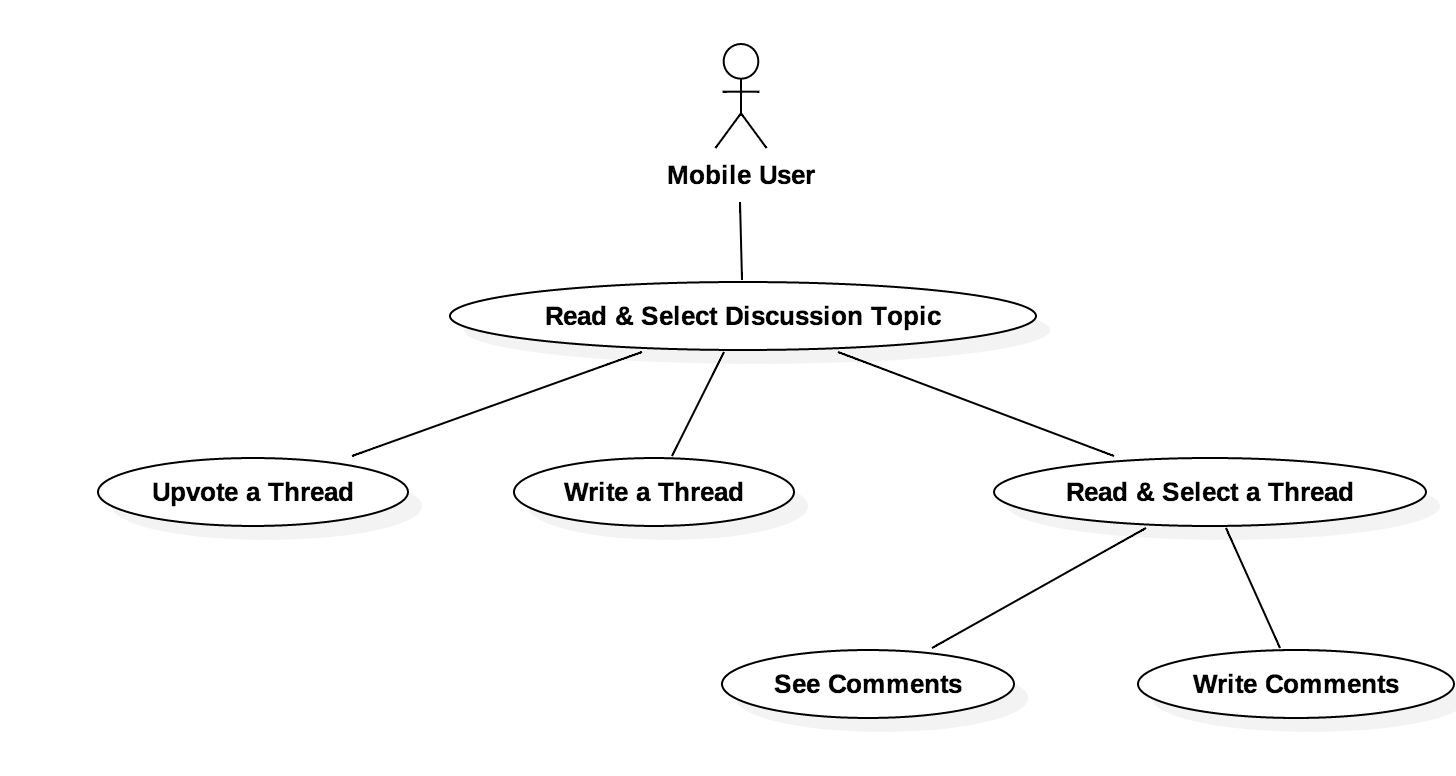 Mobile User
Read & Select Discussion Topic
Upvote a Thread
Write a Thread
Read & Select a Thread
See Comments
Write Comments